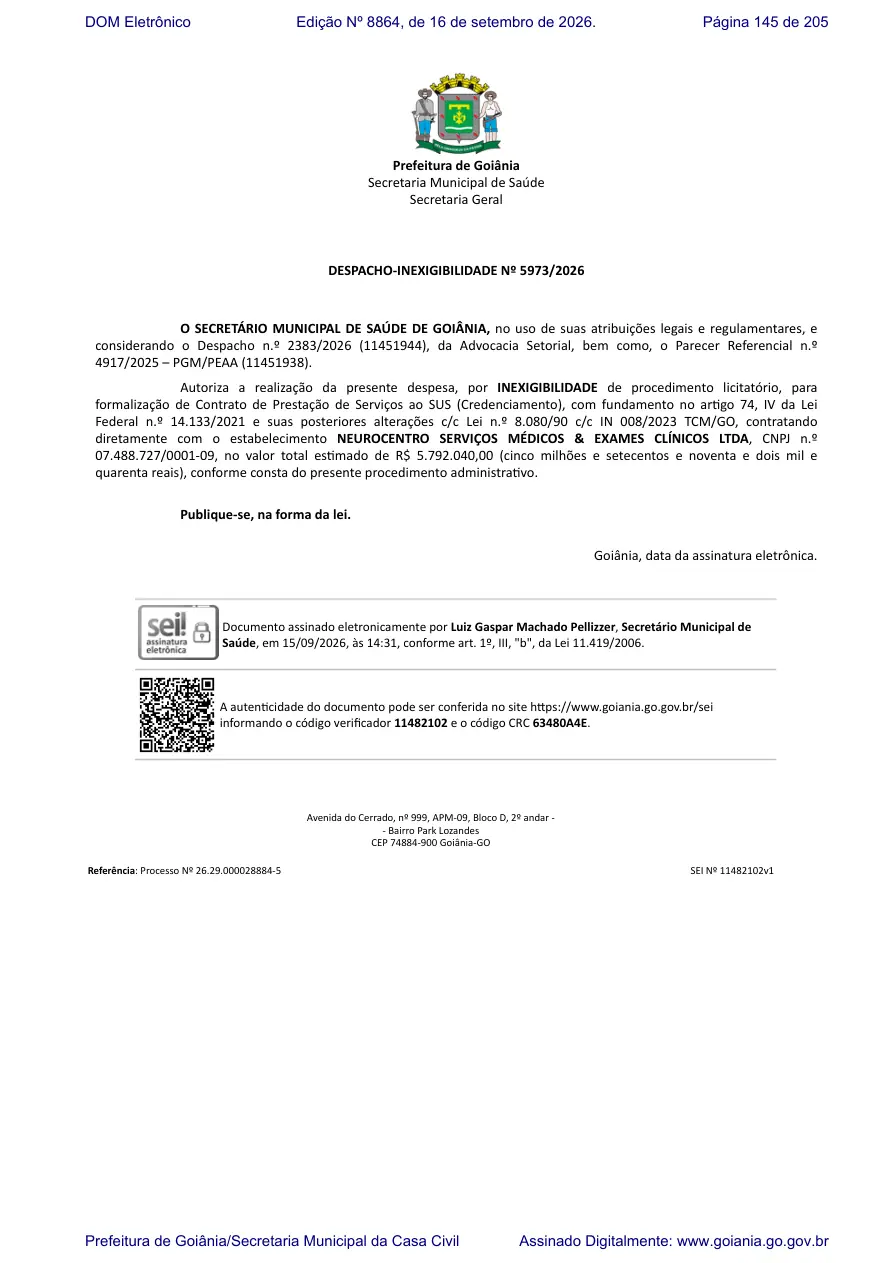 DOM Eletrônico Edição Nº 8864, de 16 de setembro de 2026. Página 145 de 205
Prefeitura de Goiânia
Secretaria Municipal de Saúde
Secretaria Geral
DESPACHO-INEXIGIBILIDADE Nº 5973/2026
O SECRETÁRIO MUNICIPAL DE SAÚDE DE GOIÂNIA, no uso de suas atribuições legais e regulamentares, e
considerando o Despacho n.º 2383/2026 (11451944), da Advocacia Setorial, bem como, o Parecer Referencial n.º
4917/2025 – PGM/PEAA (11451938).
Autoriza a realização da presente despesa, por INEXIGIBILIDADE de procedimento licitatório, para
formalização de Contrato de Prestação de Serviços ao SUS (Credenciamento), com fundamento no artigo 74, IV da Lei
Federal n.º 14.133/2021 e suas posteriores alterações c/c Lei n.º 8.080/90 c/c IN 008/2023 TCM/GO, contratando
diretamente com o estabelecimento NEUROCENTRO SERVIÇOS MÉDICOS & EXAMES CLÍNICOS LTDA, CNPJ n.º
07.488.727/0001-09, no valor total estimado de R$ 5.792.040,00 (cinco milhões e setecentos e noventa e dois mil e
quarenta reais), conforme consta do presente procedimento administrativo.
Publique-se, na forma da lei.
Goiânia, data da assinatura eletrônica.
sei!
assinatura
eletrônica
Documento assinado eletronicamente por Luiz Gaspar Machado Pellizzer, Secretário Municipal de
Saúde, em 15/09/2026, às 14:31, conforme art. 1º, III, "b", da Lei 11.419/2006.
A autenticidade do documento pode ser conferida no site https://www.goiania.go.gov.br/sei
informando o código verificador 11482102 e o código CRC 63480A4E.
Avenida do Cerrado, nº 999, APM-09, Bloco D, 2º andar -
- Bairro Park Lozandes
CEP 74884-900 Goiânia-GO
Referência: Processo Nº 26.29.000028884-5 SEI Nº 11482102v1
Prefeitura de Goiânia/Secretaria Municipal da Casa Civil Assinado Digitalmente: www.goiania.go.gov.br